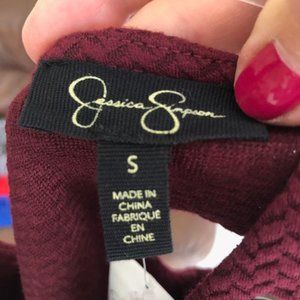 Jessica Simpson
S
MADE IN
CHINA
FABRIQUÉ
EN
CHINE